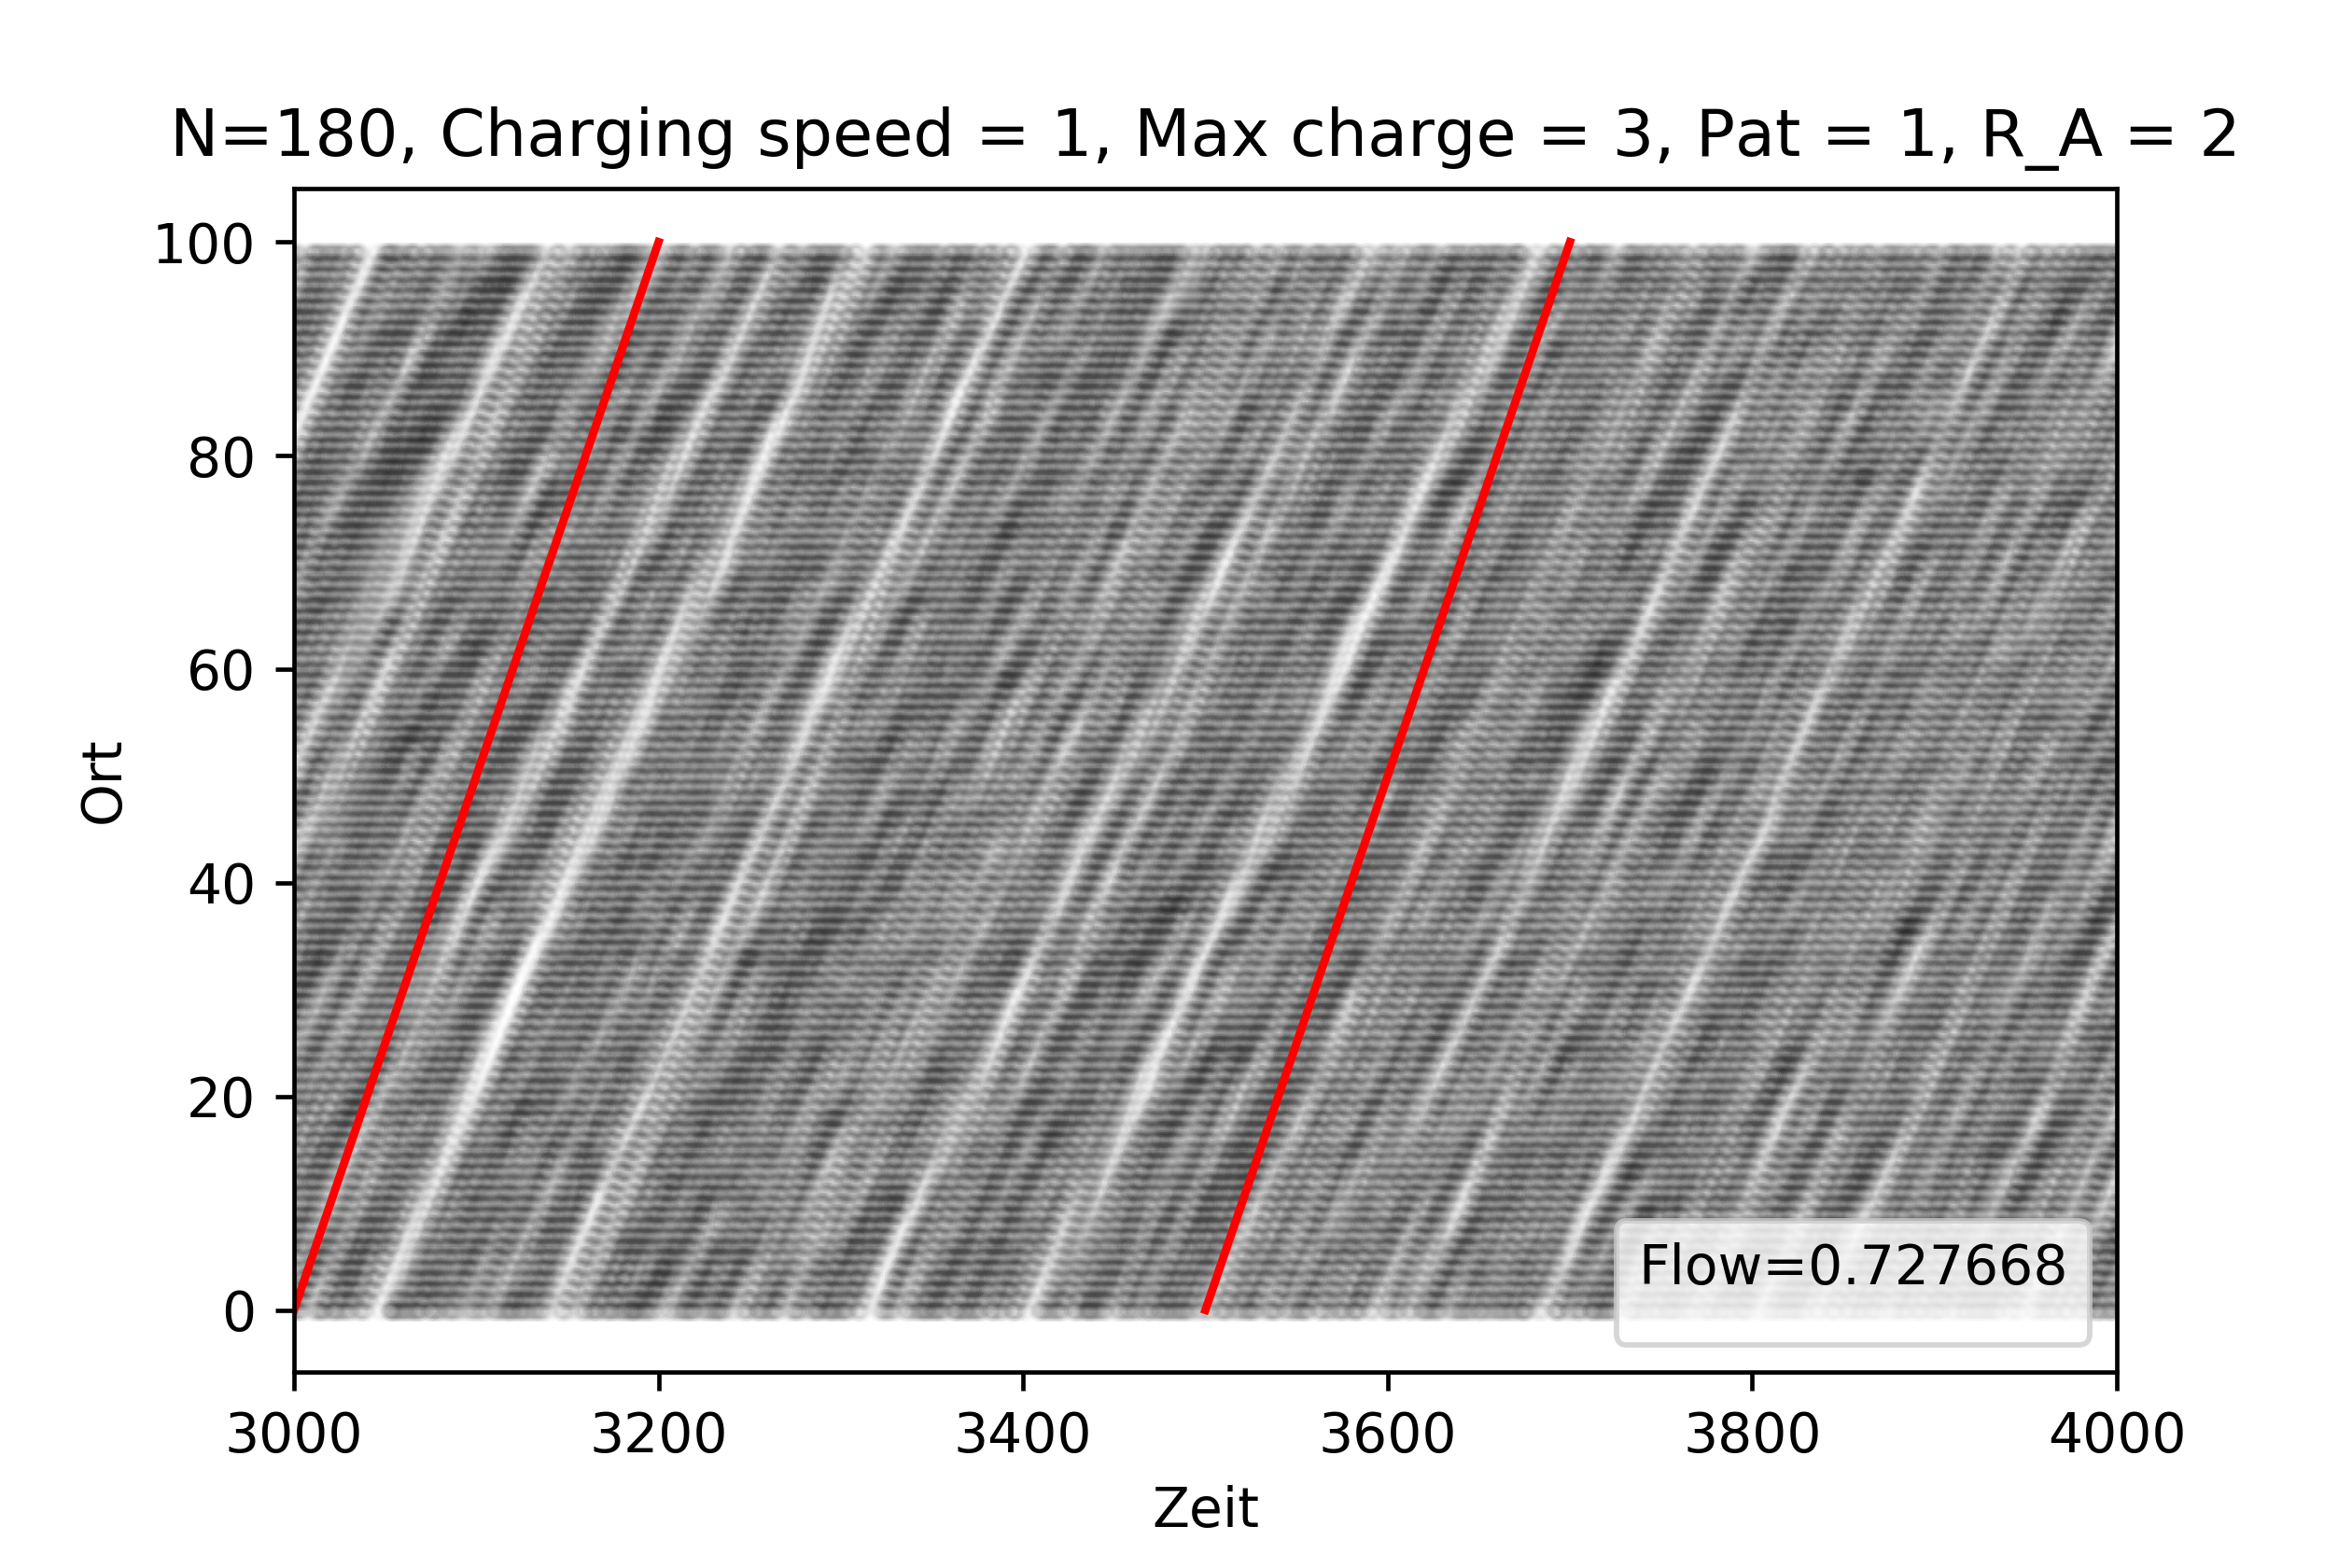 N=180, Charging speed = 1, Max charge = 3, Pat = 1, R_A = 2
100
80
60
40
20
0
Ort
Flow=0.727668
3000 3200 3400 3600 3800 4000
Zeit